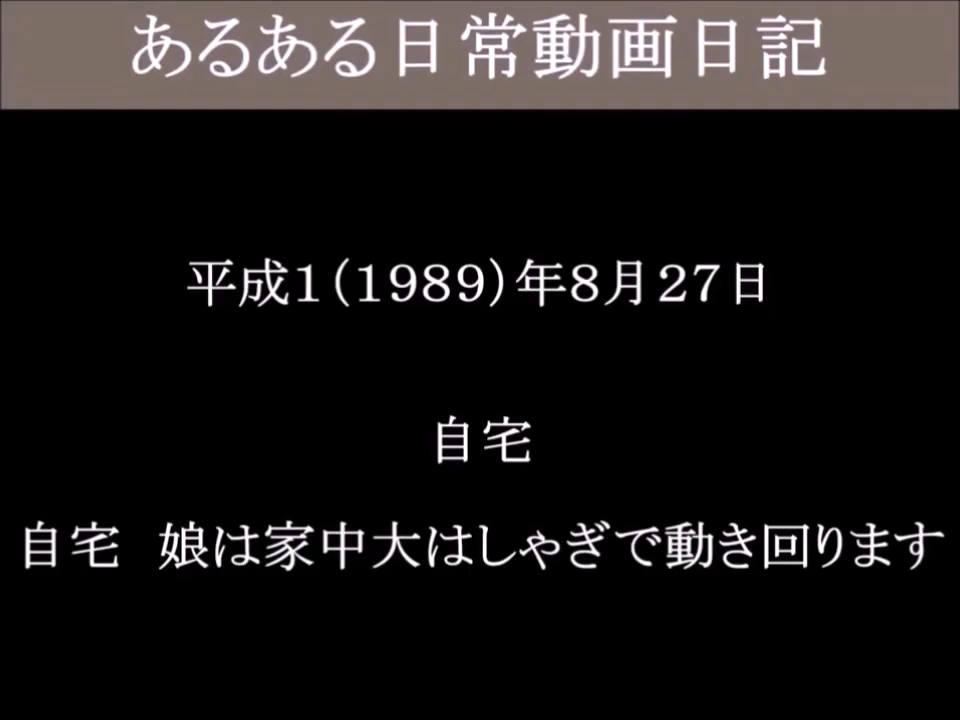 あるある日常動画日記
平成１(１９８９)年８月２７日
自宅
自宅　娘は家中大はしゃぎで動き回ります